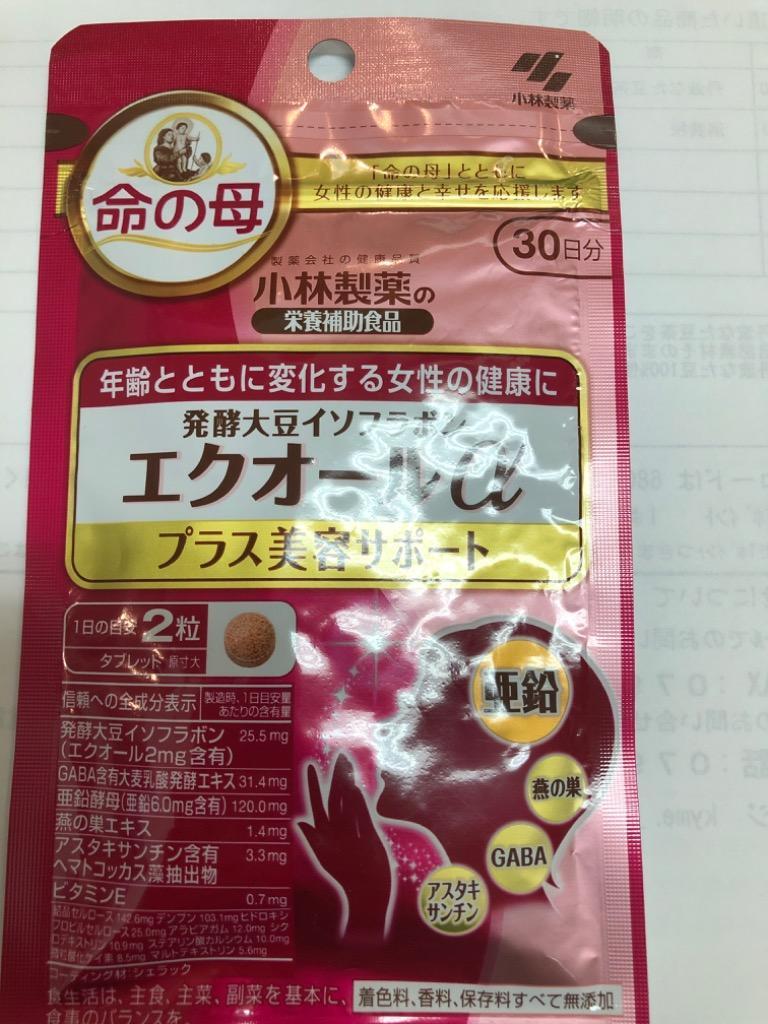 小林製薬
命の母
「命の母」とともに
女性の健康と幸せを応援します
30日分
製薬会社の健康品質
小林製薬の
栄養補助食品
年齢とともに変化する女性の健康に
発酵大豆イソフラボン
エクオールα
プラス美容サポート
1日の目安 2粒
タブレット 原寸大
信頼への全成分表示 製造時、1日目安量あたりの含有量
発酵大豆イソフラボン 25.5mg
(エクオール2mg含有)
GABA含有大麦乳酸発酵エキス 31.4mg
亜鉛酵母(亜鉛6.0mg含有) 120.0mg
燕の巣エキス 1.4mg
アスタキサンチン含有 3.3mg
ヘマトコッカス藻抽出物
ビタミンE 0.7mg
結晶セルロース 142.6mg デンプン 103.1mg ヒドロキシ
プロピルセルロース 25.0mg アラビアガム 12.0mg シク
ロデキストリン 10.9mg ステアリン酸カルシウム 10.0mg
微粒酸化ケイ素 8.5mg マルトデキストリン 5.6mg
コーティング材:シェラック
亜鉛
燕の巣
GABA
アスタキ
サンチン
食生活は、主食、主菜、副菜を基本に、
食事のバランスを。
着色料、香料、保存料すべて無添加